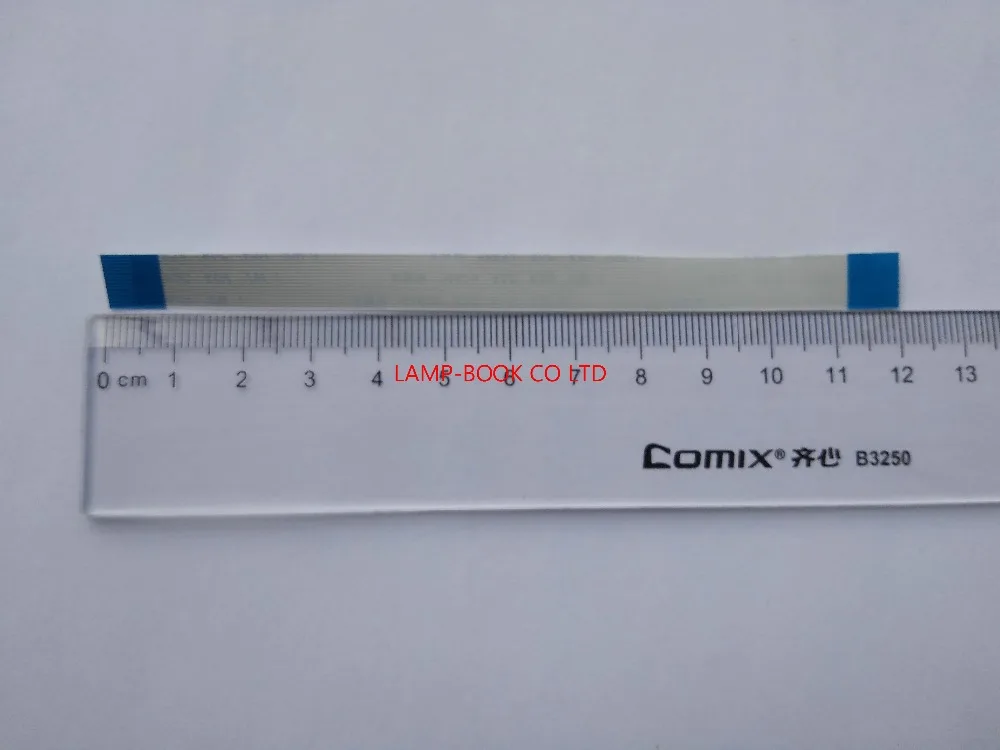 0 cm 1 2 3 4 5 6 7 8 9 10 11 12 13
LAMP-BOOK CO LTD
Comix® 齐心 B3250